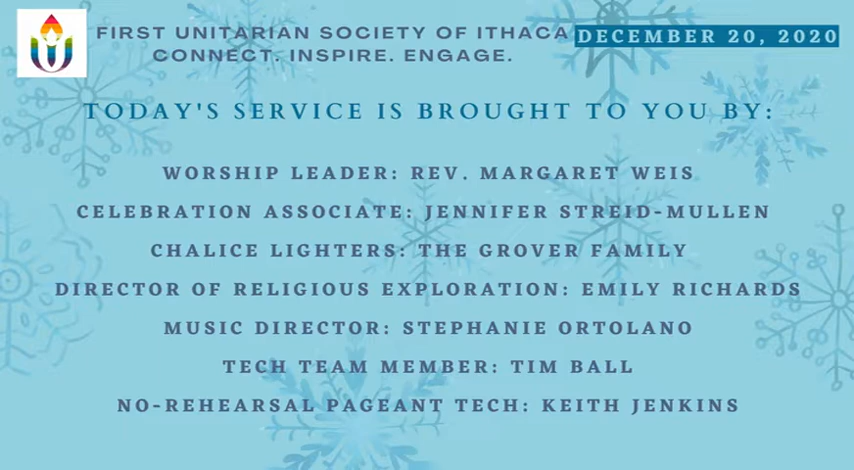 FIRST UNITARIAN SOCIETY OF ITHACA
CONNECT. INSPIRE. ENGAGE.
DECEMBER 20, 2020
TODAY'S SERVICE IS BROUGHT TO YOU BY:
WORSHIP LEADER: REV. MARGARET WEIS
CELEBRATION ASSOCIATE: JENNIFER STREID-MULLEN
CHALICE LIGHTERS: THE GROVER FAMILY
DIRECTOR OF RELIGIOUS EXPLORATION: EMILY RICHARDS
MUSIC DIRECTOR: STEPHANIE ORTOLANO
TECH TEAM MEMBER: TIM BALL
NO-REHEARSAL PAGEANT TECH: KEITH JENKINS